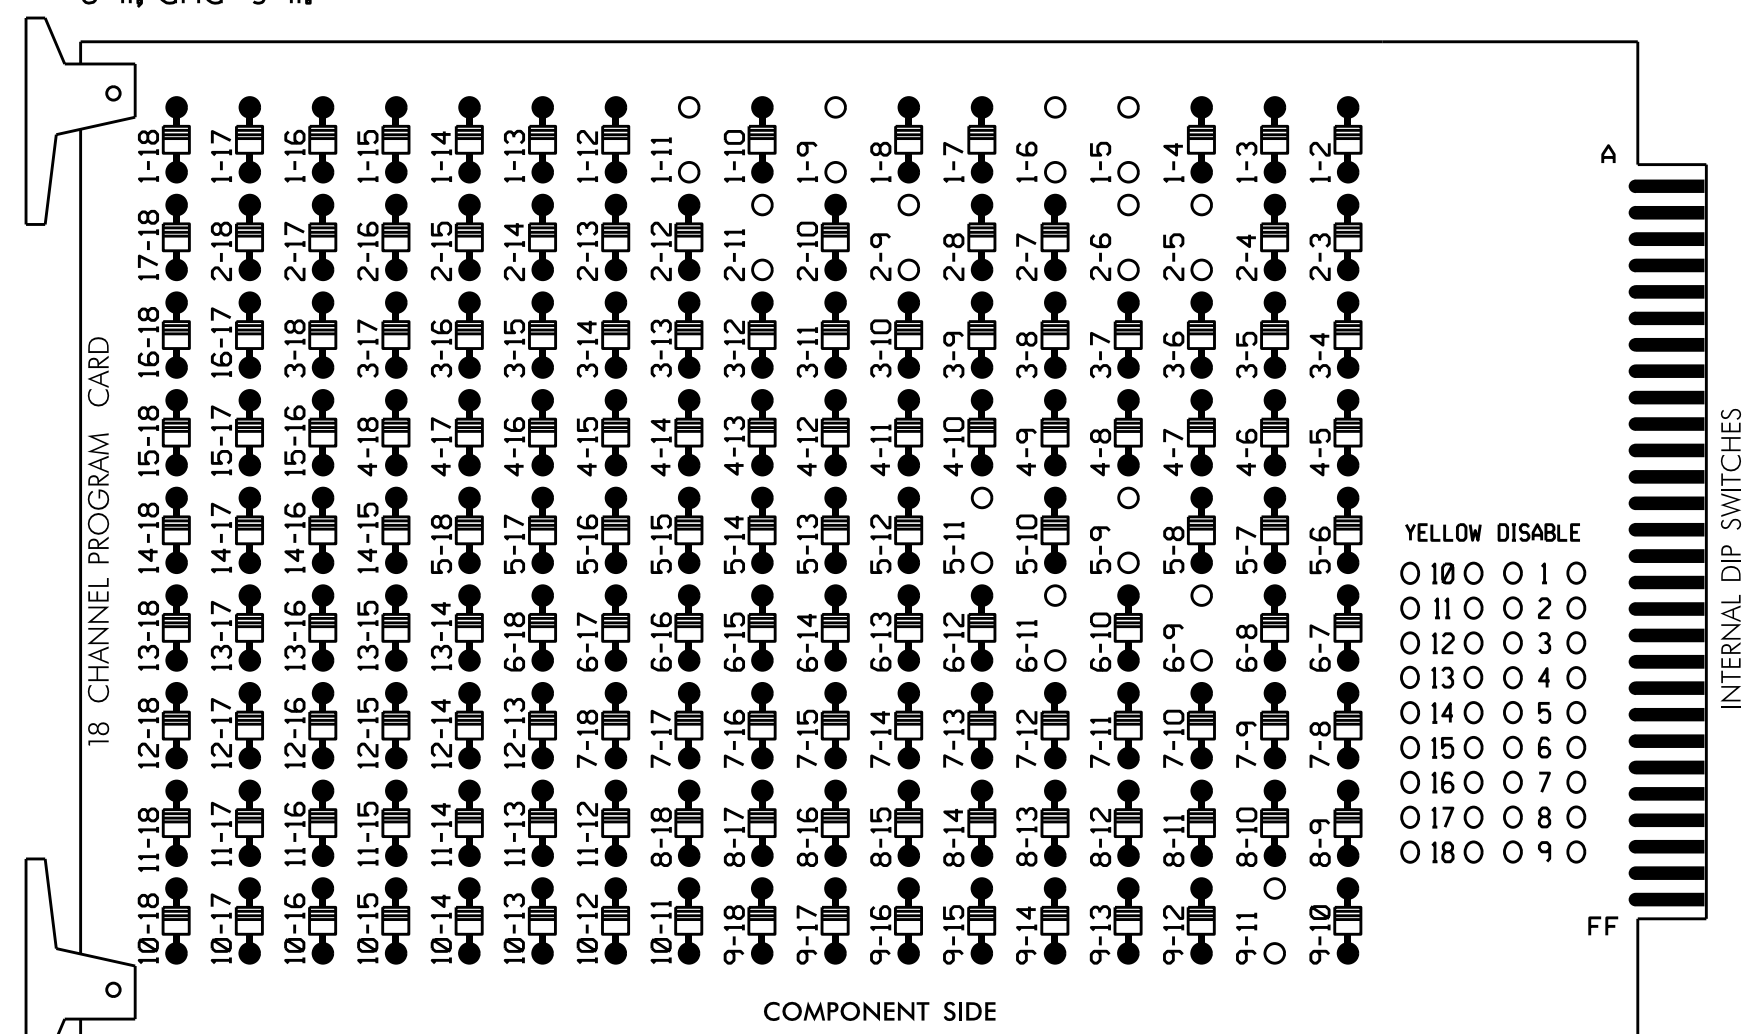 1-18 1-17 1-16 1-15 1-14 1-13 1-12 1-11 1-10 1-9 1-8 1-7 1-6 1-5 1-4 1-3 1-2
17-18 2-18 2-17 2-16 2-15 2-14 2-13 2-12 2-11 2-10 2-9 2-8 2-7 2-6 2-5 2-4 2-3
16-18 16-17 3-18 3-17 3-16 3-15 3-14 3-13 3-12 3-11 3-10 3-9 3-8 3-7 3-6 3-5 3-4
15-18 15-17 15-16 4-18 4-17 4-16 4-15 4-14 4-13 4-12 4-11 4-10 4-9 4-8 4-7 4-6 4-5
14-18 14-17 14-16 14-15 5-18 5-17 5-16 5-15 5-14 5-13 5-12 5-11 5-10 5-9 5-8 5-7 5-6
13-18 13-17 13-16 13-15 13-14 6-18 6-17 6-16 6-15 6-14 6-13 6-12 6-11 6-10 6-9 6-8 6-7
12-18 12-17 12-16 12-15 12-14 12-13 7-18 7-17 7-16 7-15 7-14 7-13 7-12 7-11 7-10 7-9 7-8
11-18 11-17 11-16 11-15 11-14 11-13 11-12 8-18 8-17 8-16 8-15 8-14 8-13 8-12 8-11 8-10 8-9
10-18 10-17 10-16 10-15 10-14 10-13 10-12 10-11 9-18 9-17 9-16 9-15 9-14 9-13 9-12 9-11 9-10
18 CHANNEL PROGRAM CARD
A
YELLOW DISABLE
10 1
11 2
12 3
13 4
14 5
15 6
16 7
17 8
18 9
FF
INTERNAL DIP SWITCHES
COMPONENT SIDE